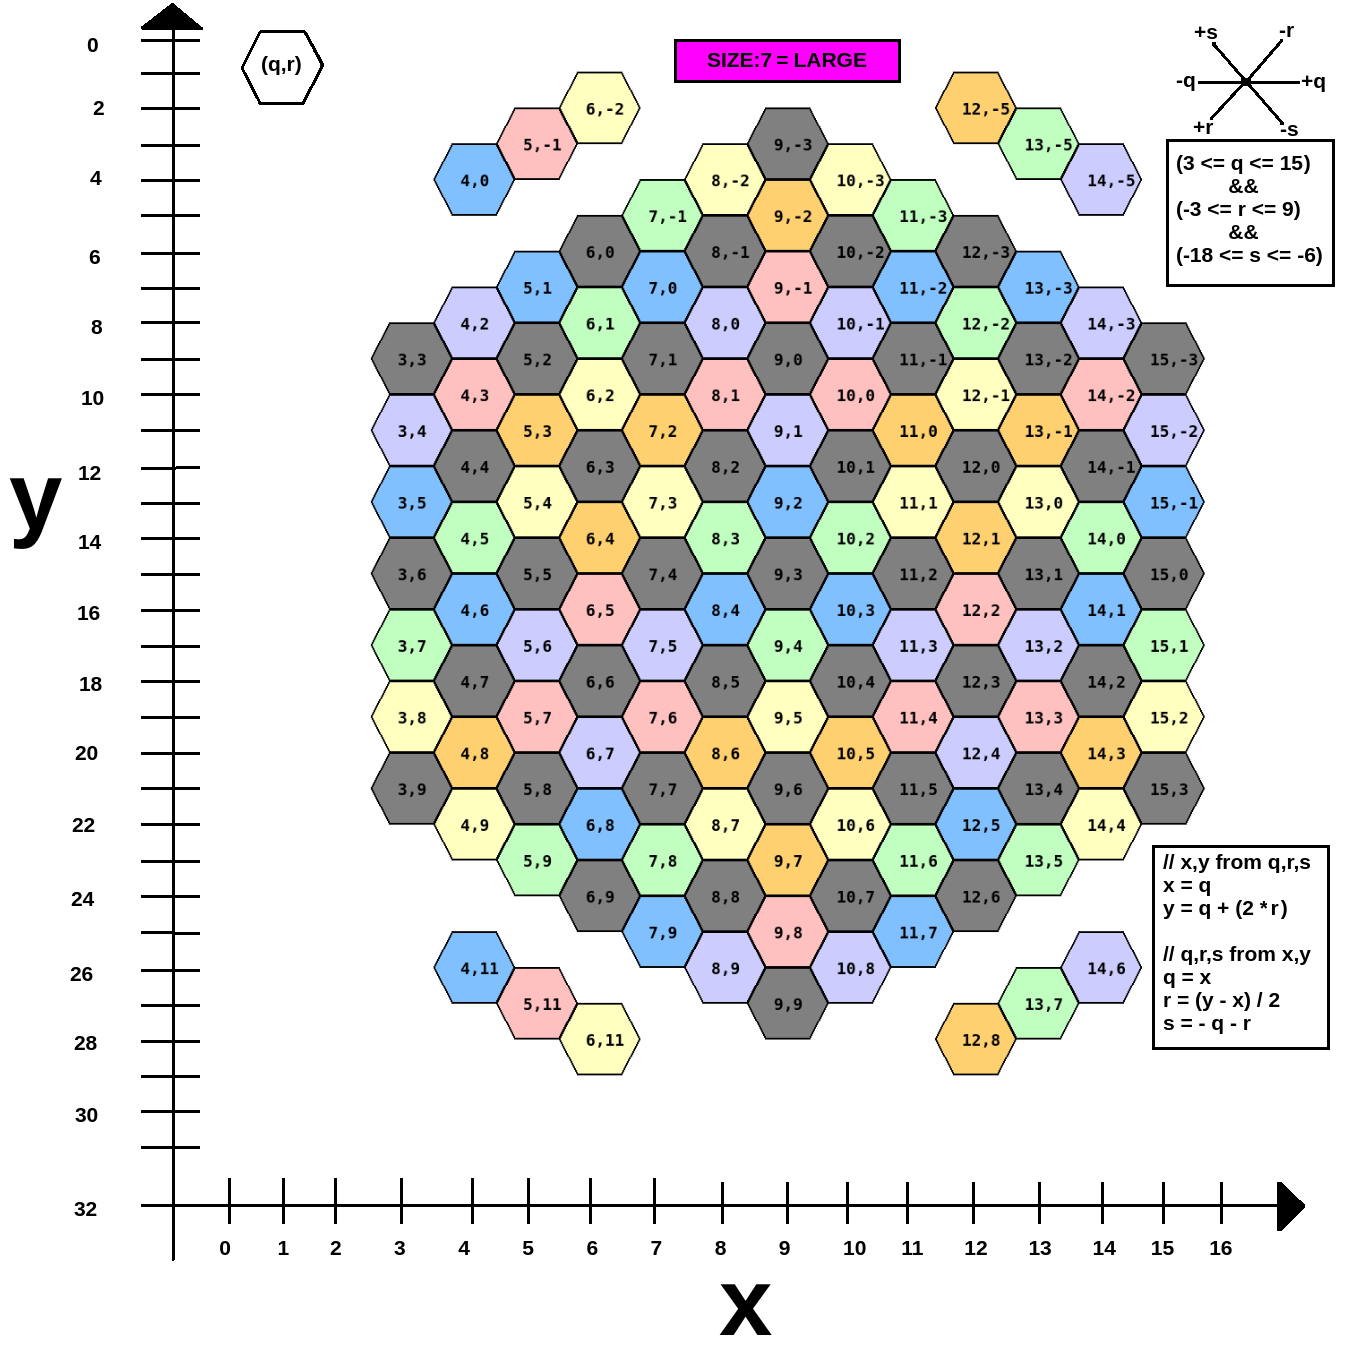 0
(q,r)
SIZE:7 = LARGE
+s -r
-q +q
+r -s
2
6,-2 12,-5
5,-1 9,-3 13,-5
4
4,0 8,-2 10,-3 14,-5
7,-1 9,-2 11,-3
6
6,0 8,-1 10,-2 12,-3
5,1 7,0 9,-1 11,-2 13,-3
8
4,2 6,1 8,0 10,-1 12,-2 14,-3
3,3 5,2 7,1 9,0 11,-1 13,-2 15,-3
10
4,3 6,2 8,1 10,0 12,-1 14,-2
3,4 5,3 7,2 9,1 11,0 13,-1 15,-2
12
4,4 6,3 8,2 10,1 12,0 14,-1
3,5 5,4 7,3 9,2 11,1 13,0 15,-1
y
14
4,5 6,4 8,3 10,2 12,1 14,0
3,6 5,5 7,4 9,3 11,2 13,1 15,0
16
4,6 6,5 8,4 10,3 12,2 14,1
3,7 5,6 7,5 9,4 11,3 13,2 15,1
18
4,7 6,6 8,5 10,4 12,3 14,2
3,8 5,7 7,6 9,5 11,4 13,3 15,2
20
4,8 6,7 8,6 10,5 12,4 14,3
3,9 5,8 7,7 9,6 11,5 13,4 15,3
22
4,9 6,8 8,7 10,6 12,5 14,4
5,9 7,8 9,7 11,6 13,5
24
6,9 8,8 10,7 12,6
7,9 9,8 11,7
26
4,11 8,9 10,8 14,6
5,11 9,9 13,7
28
6,11 12,8
30
32
(3 <= q <= 15)
&&
(-3 <= r <= 9)
&&
(-18 <= s <= -6)
// x,y from q,r,s
x = q
y = q + (2 * r)
// q,r,s from x,y
q = x
r = (y - x) / 2
s = - q - r
0 1 2 3 4 5 6 7 8 9 10 11 12 13 14 15 16
x